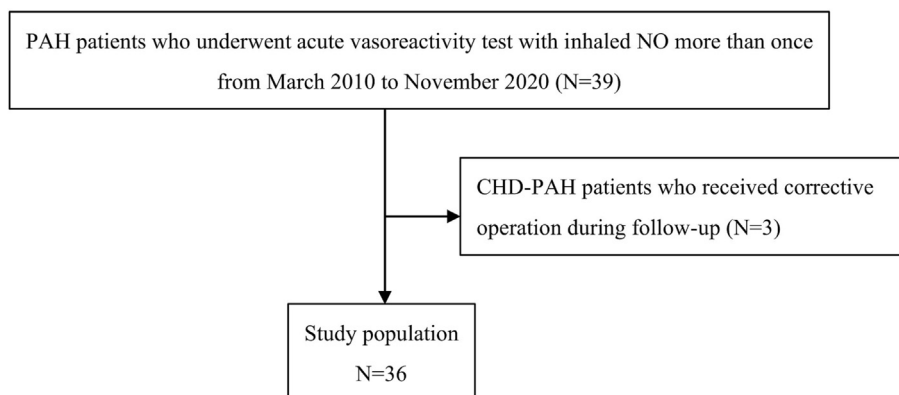 PAH patients who underwent acute vasoreactivity test with inhaled NO more than once
from March 2010 to November 2020 (N=39)
CHD-PAH patients who received corrective
operation during follow-up (N=3)
Study population
N=36